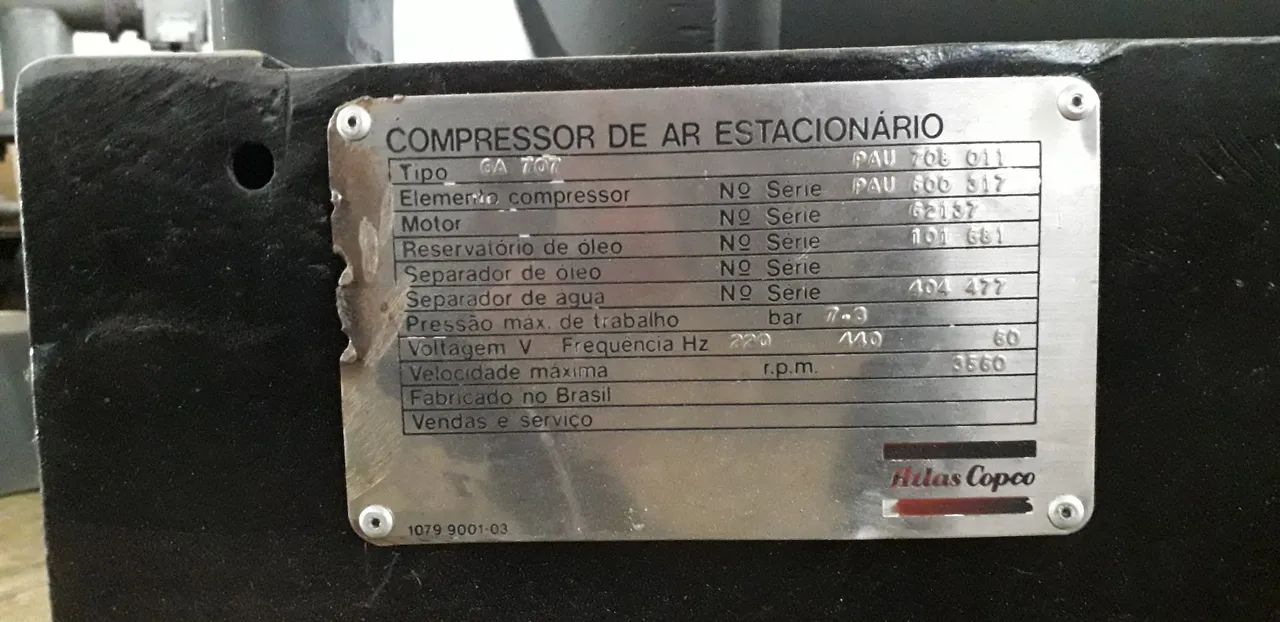 COMPRESSOR DE AR ESTACIONÁRIO
Tipo GA 707 PAU 708 011
Elemento compressor Nº Série PAU 600 317
Motor Nº Série 62137
Reservatório de óleo Nº Série 101 681
Separador de óleo Nº Série
Separador de água Nº Série 404 477
Pressão máx. de trabalho bar 7.3
Voltagem V Frequência Hz 220 440 60
Velocidade máxima r.p.m. 3560
Fabricado no Brasil
Vendas e serviço
Atlas Copco
1079 9001-03